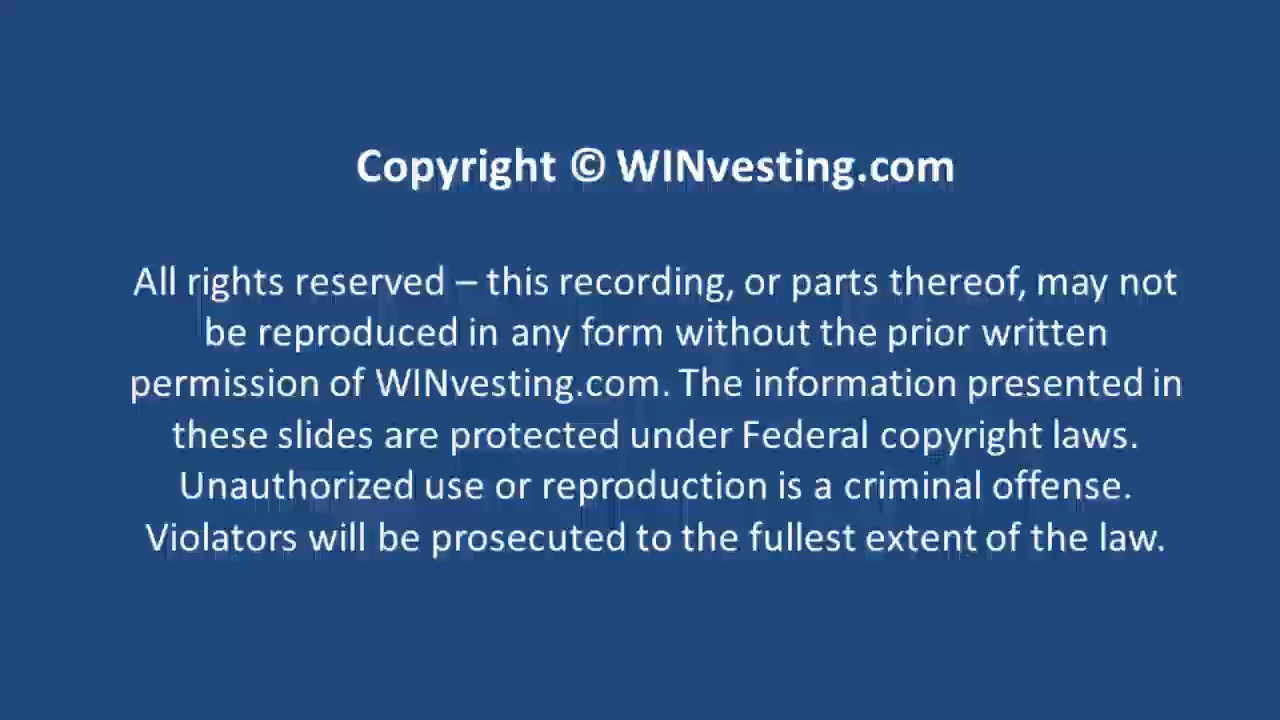 Copyright © WINvesting.com
All rights reserved – this recording, or parts thereof, may not
be reproduced in any form without the prior written
permission of WINvesting.com. The information presented in
these slides are protected under Federal copyright laws.
Unauthorized use or reproduction is a criminal offense.
Violators will be prosecuted to the fullest extent of the law.